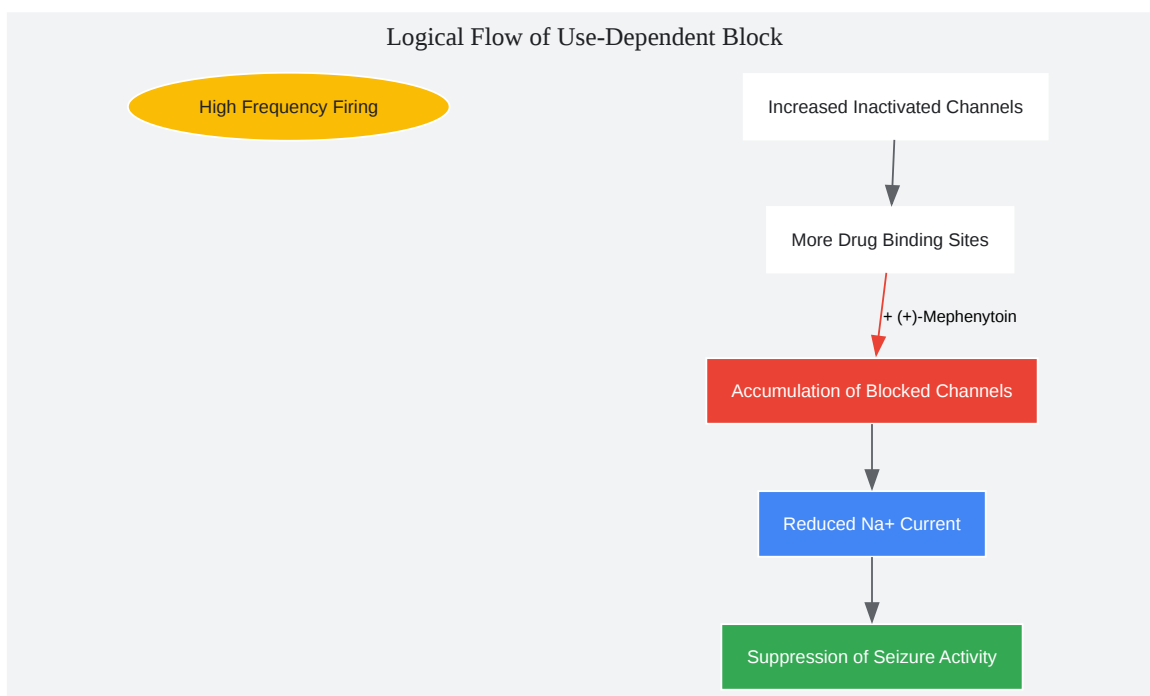 Logical Flow of Use-Dependent Block
High Frequency Firing
Increased Inactivated Channels
More Drug Binding Sites
+ (+)-Mephenytoin
Accumulation of Blocked Channels
Reduced Na+ Current
Suppression of Seizure Activity